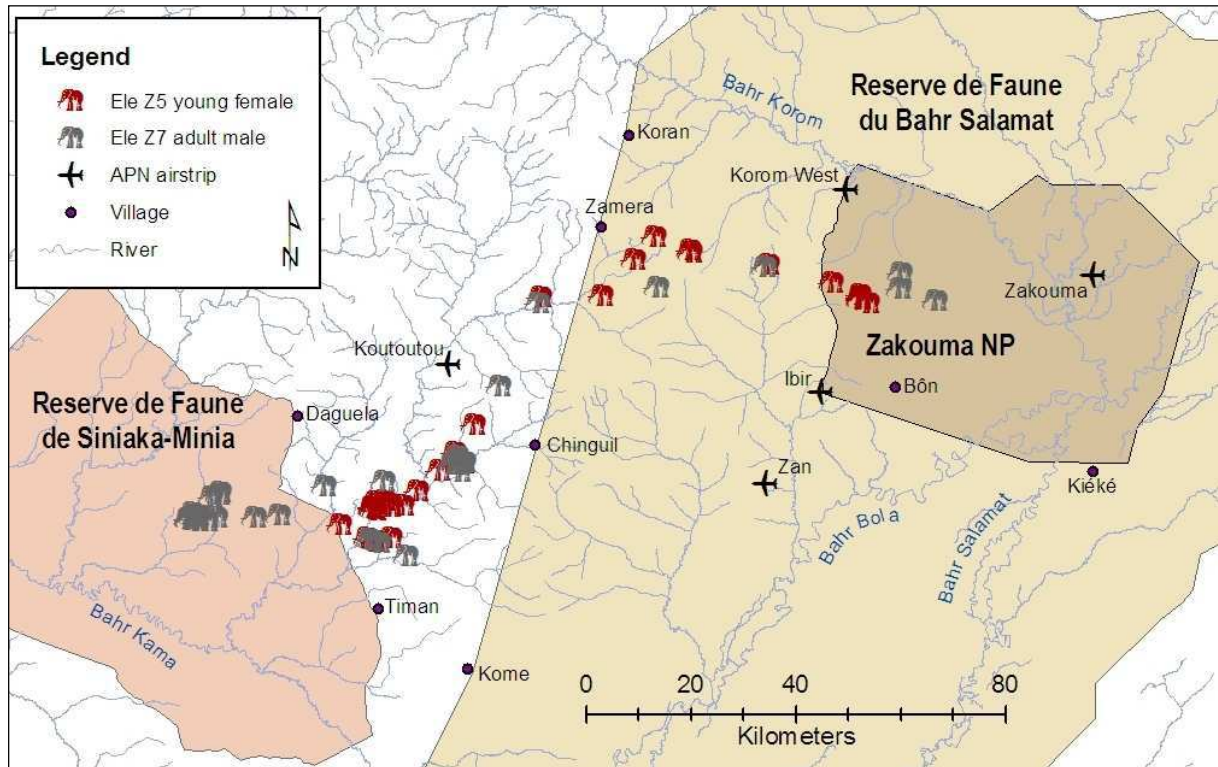 Legend
Ele Z5 young female
Ele Z7 adult male
APN airstrip
Village
River
N
Reserve de Faune
du Bahr Salamat
Bahr Korom
Koran
Korom West
Zamera
Zakouma
Koutoutou
Zakouma NP
Ibir
Bôn
Reserve de Faune
de Siniaka-Minia
Daguela
Chinguil
Zan
Kiéké
Bahr Bola
Bahr Salamat
Timan
Bahr Kama
Kome
0 20 40 80
Kilometers